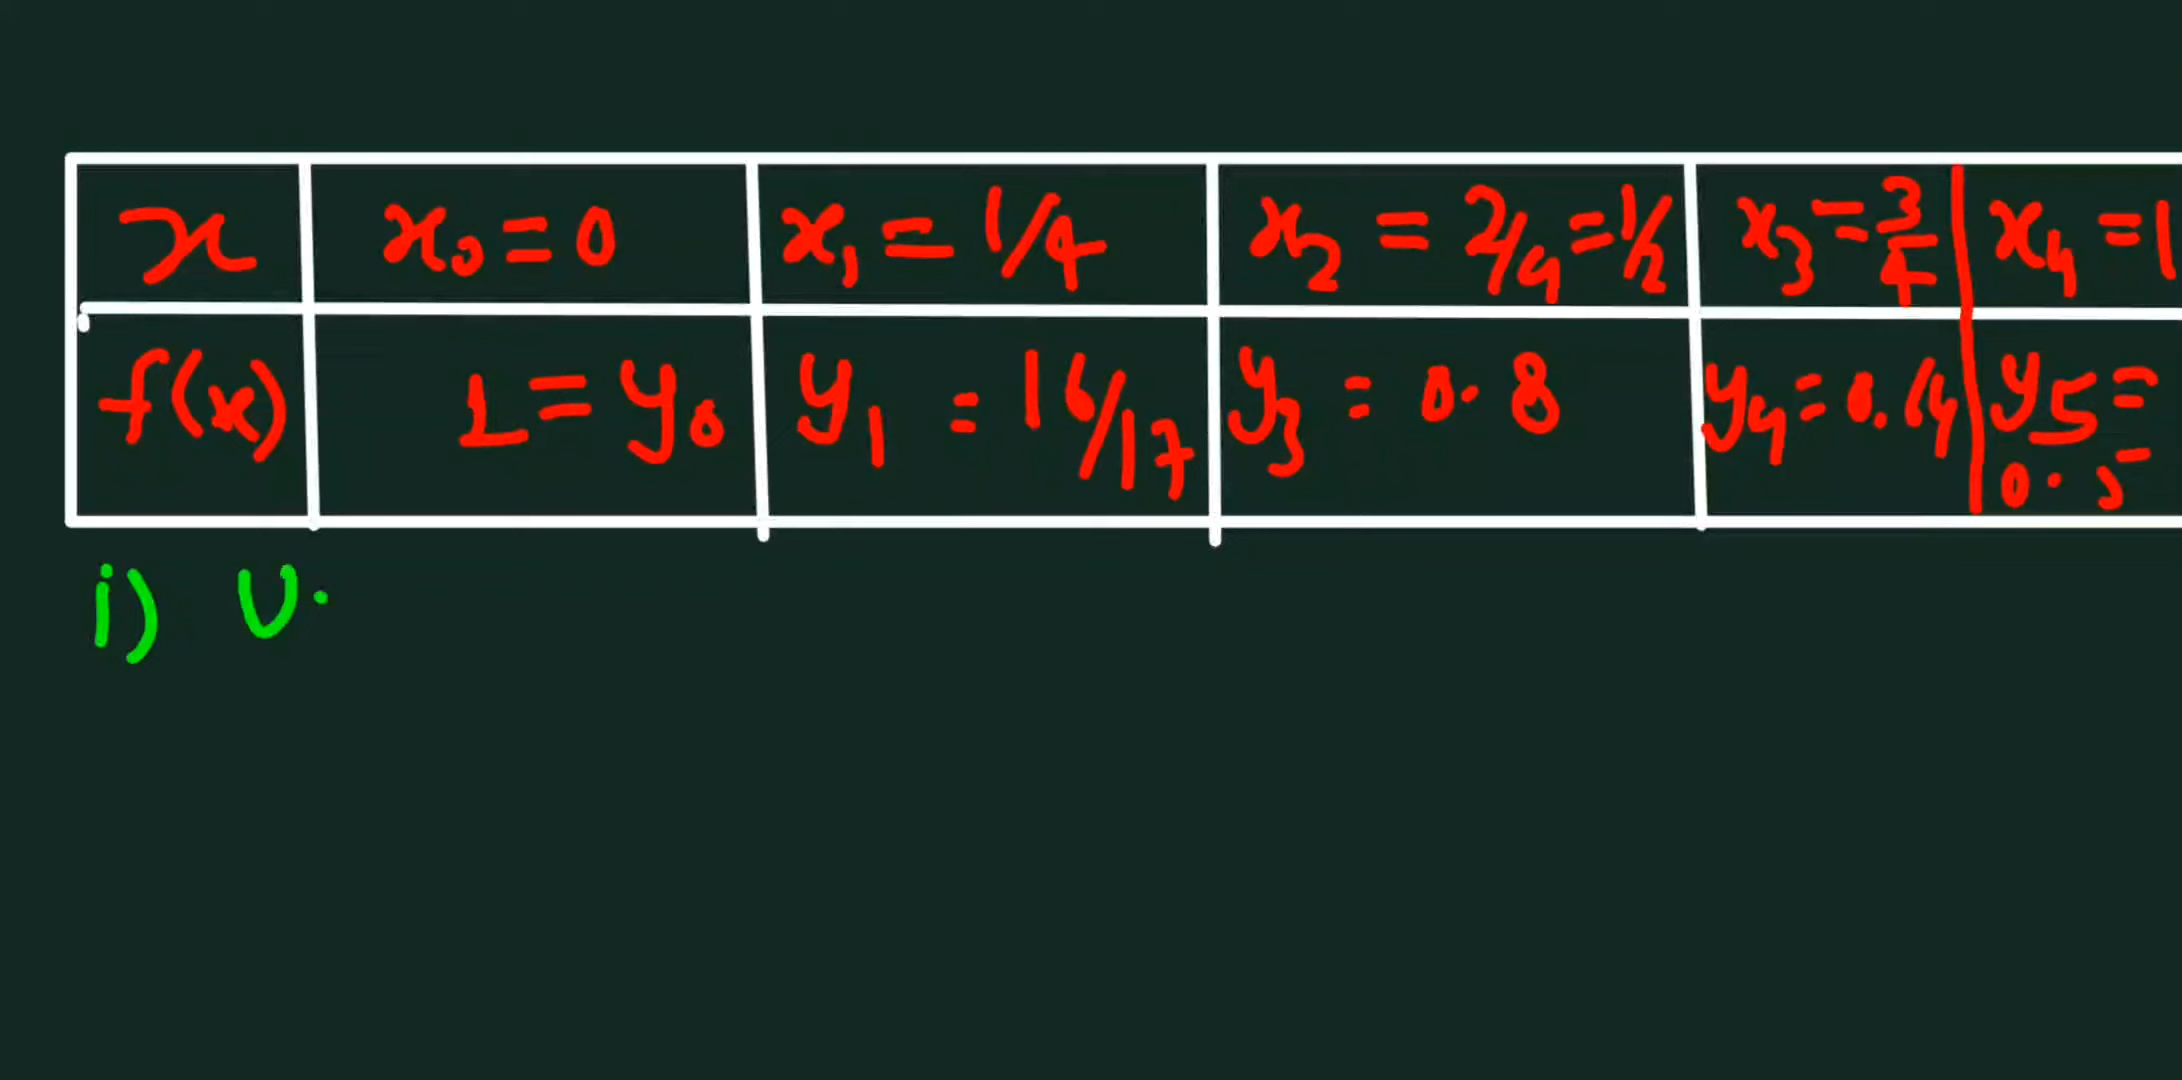 x x₀=0 x₁=1/4 x₂=2/4=1/2 x₃=3/4 x₄=1
f(x) 1=y₀ y₁=16/17 y₃=0.8 y₄=0.64 y₅=
0.5
i) U.